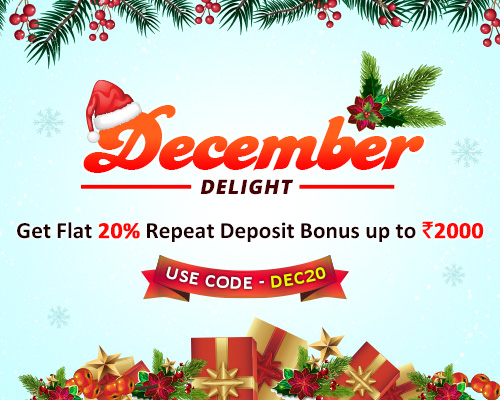 December
DELIGHT
Get Flat 20% Repeat Deposit Bonus up to ₹2000
USE CODE - DEC20